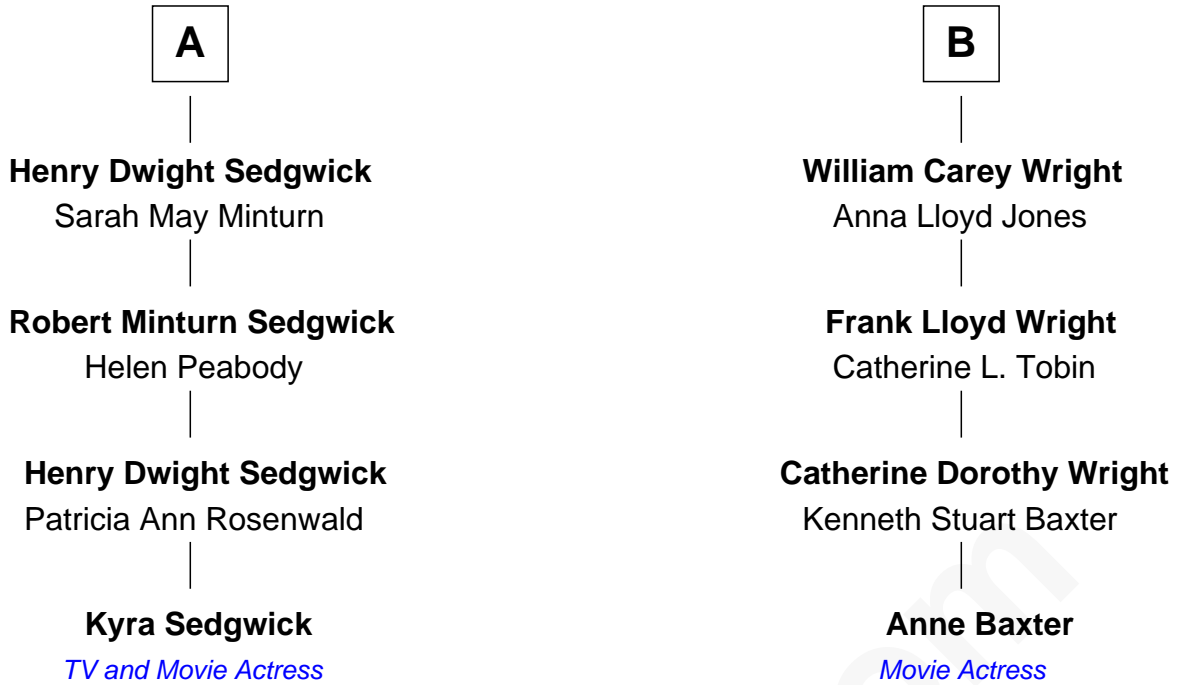 A
Henry Dwight Sedgwick
Sarah May Minturn
Robert Minturn Sedgwick
Helen Peabody
Henry Dwight Sedgwick
Patricia Ann Rosenwald
Kyra Sedgwick
TV and Movie Actress
B
William Carey Wright
Anna Lloyd Jones
Frank Lloyd Wright
Catherine L. Tobin
Catherine Dorothy Wright
Kenneth Stuart Baxter
Anne Baxter
Movie Actress